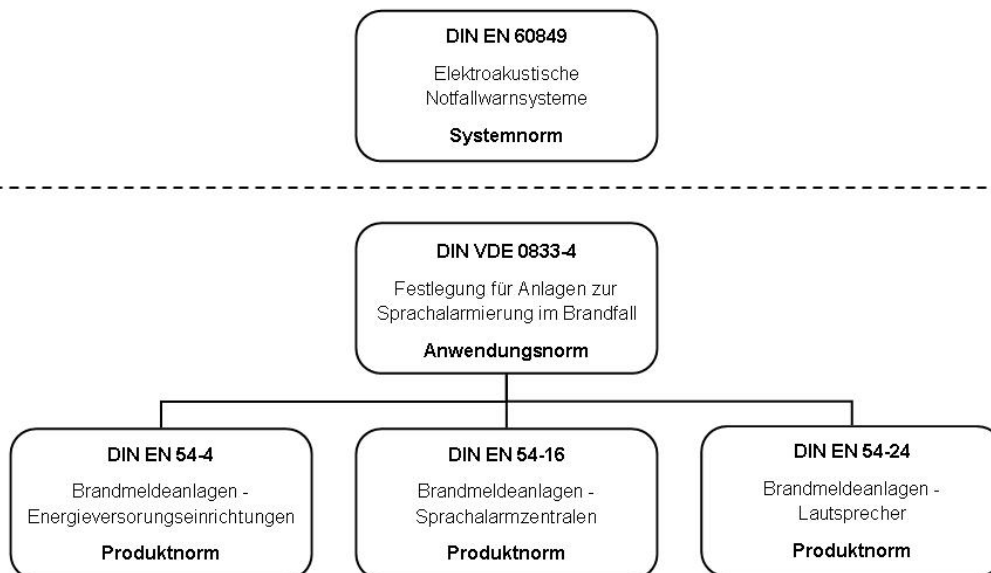 DIN EN 60849
Elektroakustische
Notfallwarnsysteme
Systemnorm
DIN VDE 0833-4
Festlegung für Anlagen zur
Sprachalarmierung im Brandfall
Anwendungsnorm
DIN EN 54-4
Brandmeldeanlagen -
Energieversorungseinrichtungen
Produktnorm
DIN EN 54-16
Brandmeldeanlagen -
Sprachalarmzentralen
Produktnorm
DIN EN 54-24
Brandmeldeanlagen -
Lautsprecher
Produktnorm